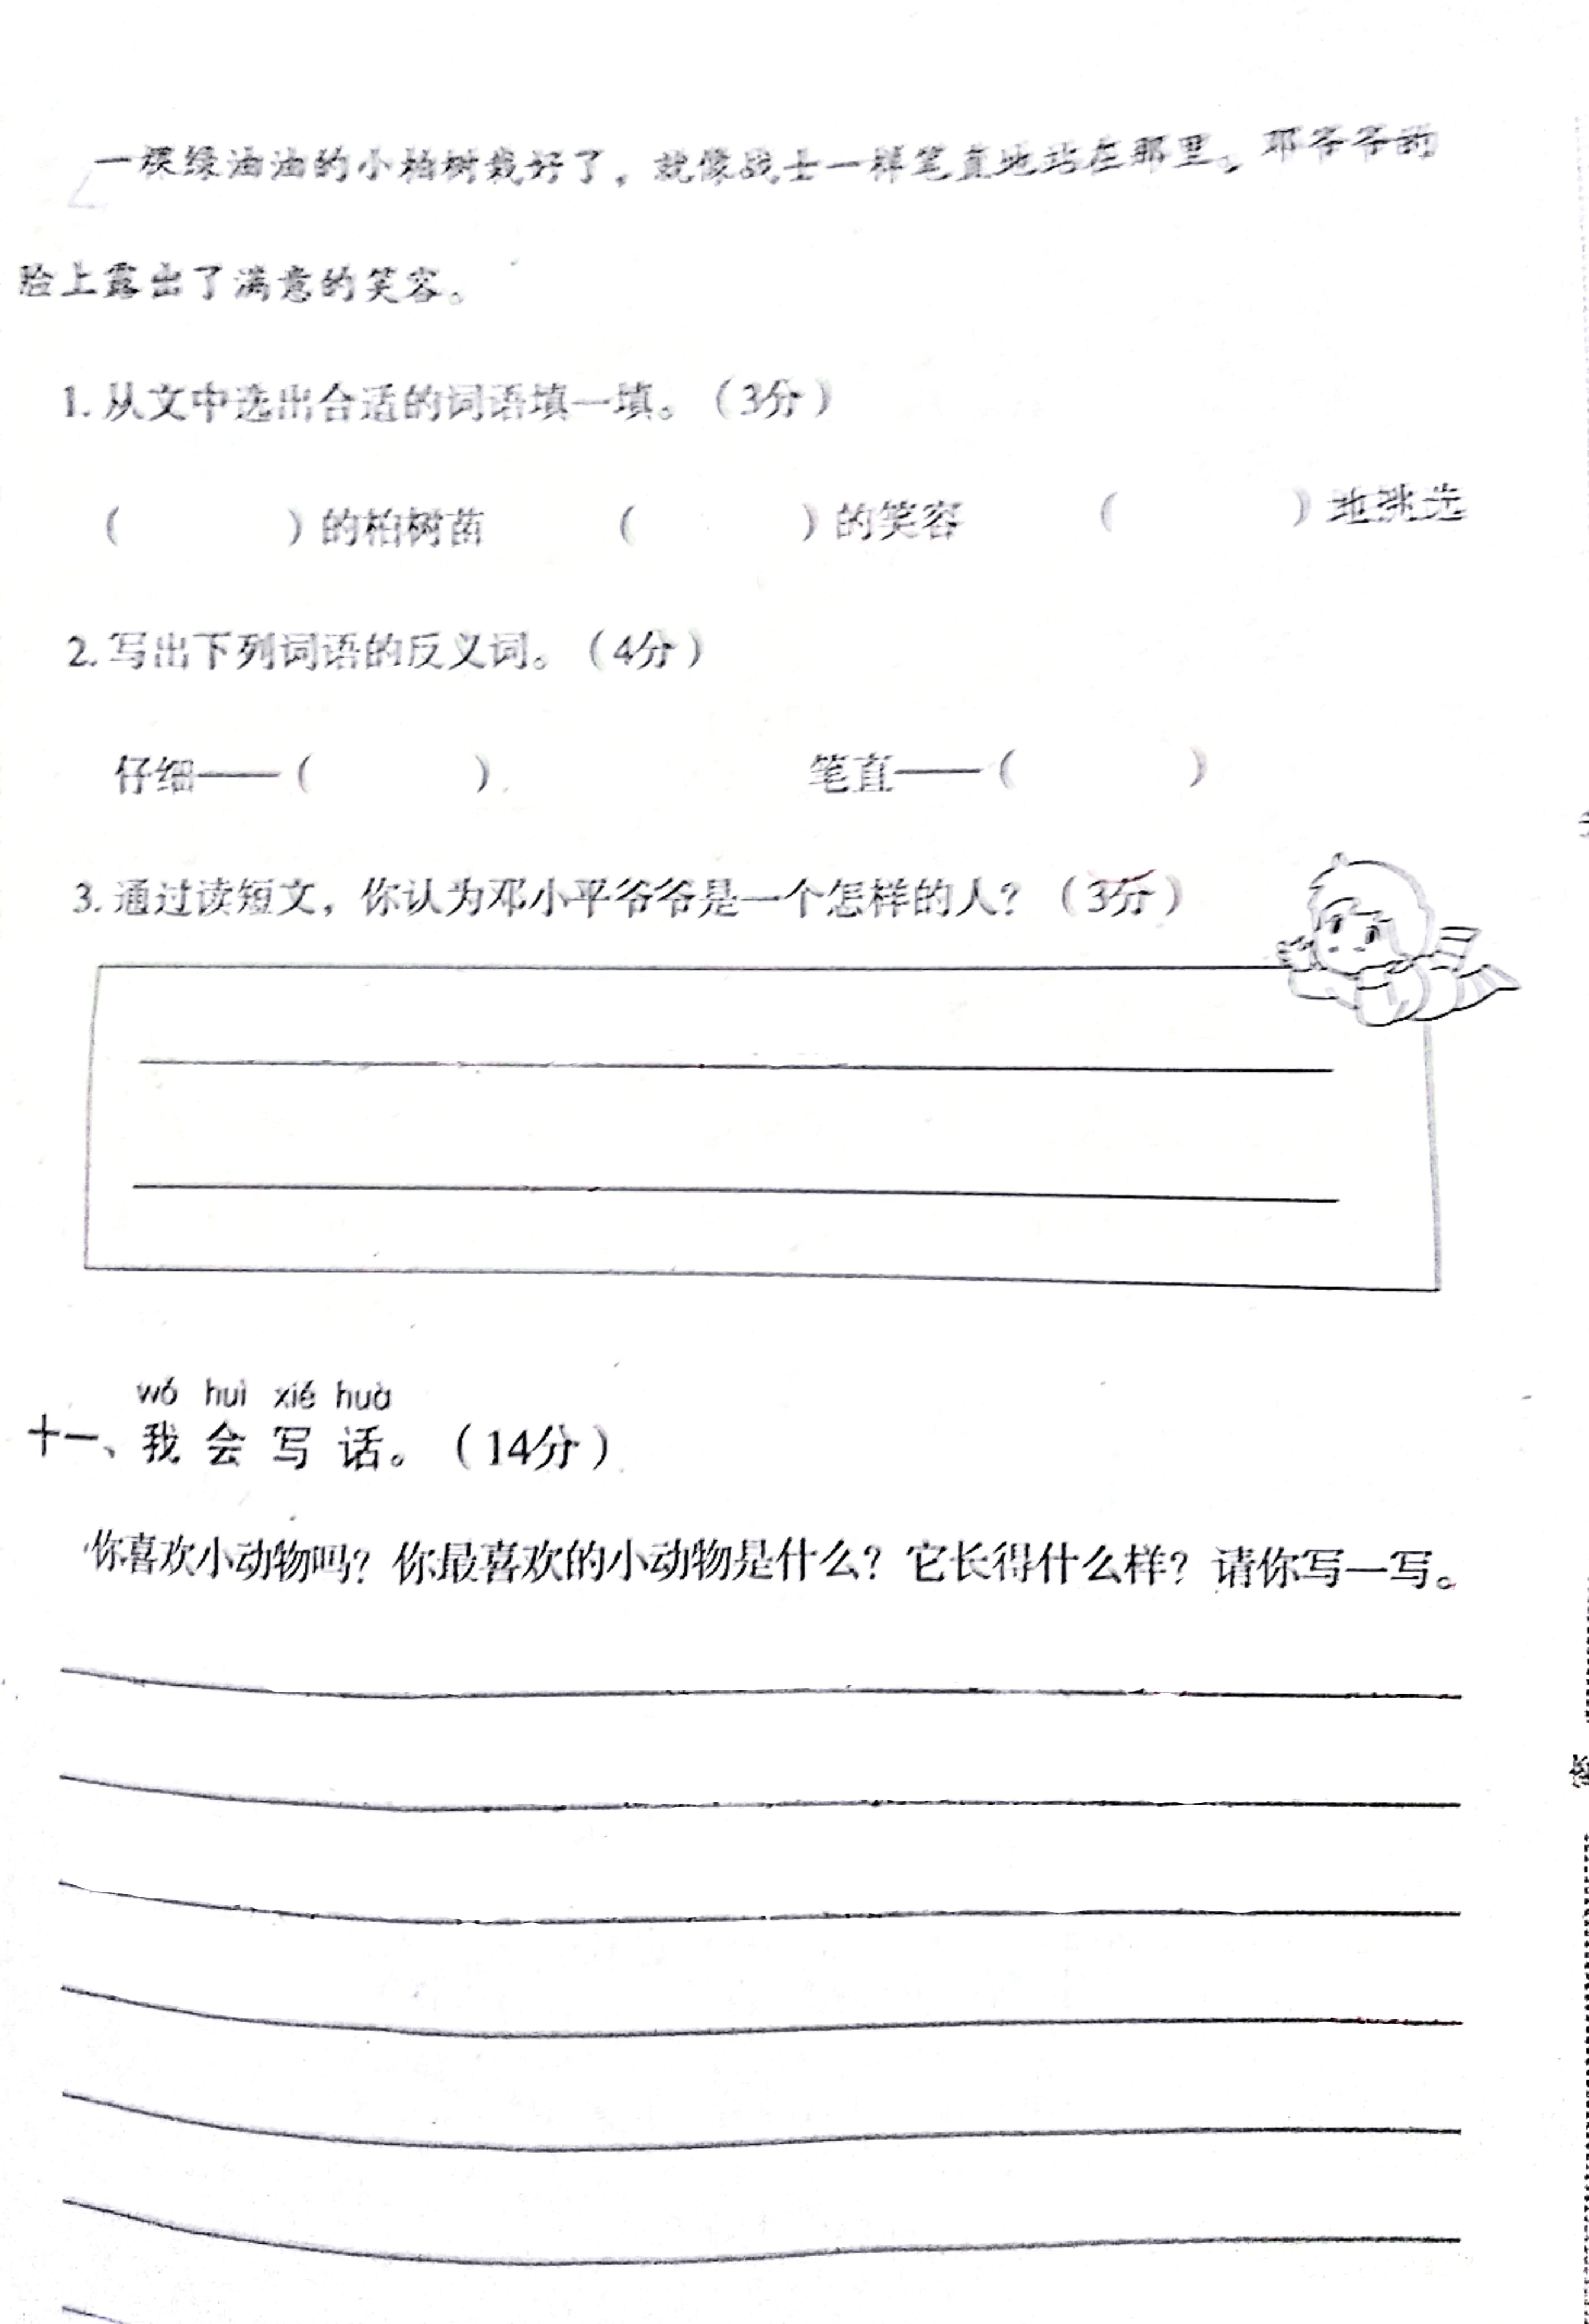 一棵绿油油的小柏树栽好了，就像战士一样笔直地站在那里。邓爷爷的
脸上露出了满意的笑容。
1. 从文中选出合适的词语填一填。（3分）
（　　　）的柏树苗　　（　　　）的笑容　　（　　　）地挑选
2. 写出下列词语的反义词。（4分）
仔细——（　　　）　　笔直——（　　　）
3. 通过读短文，你认为邓小平爷爷是一个怎样的人？（3分）
wǒ huì xiě huà
十一、我会写话。（14分）
你喜欢小动物吗？你最喜欢的小动物是什么？它长得什么样？请你写一写。